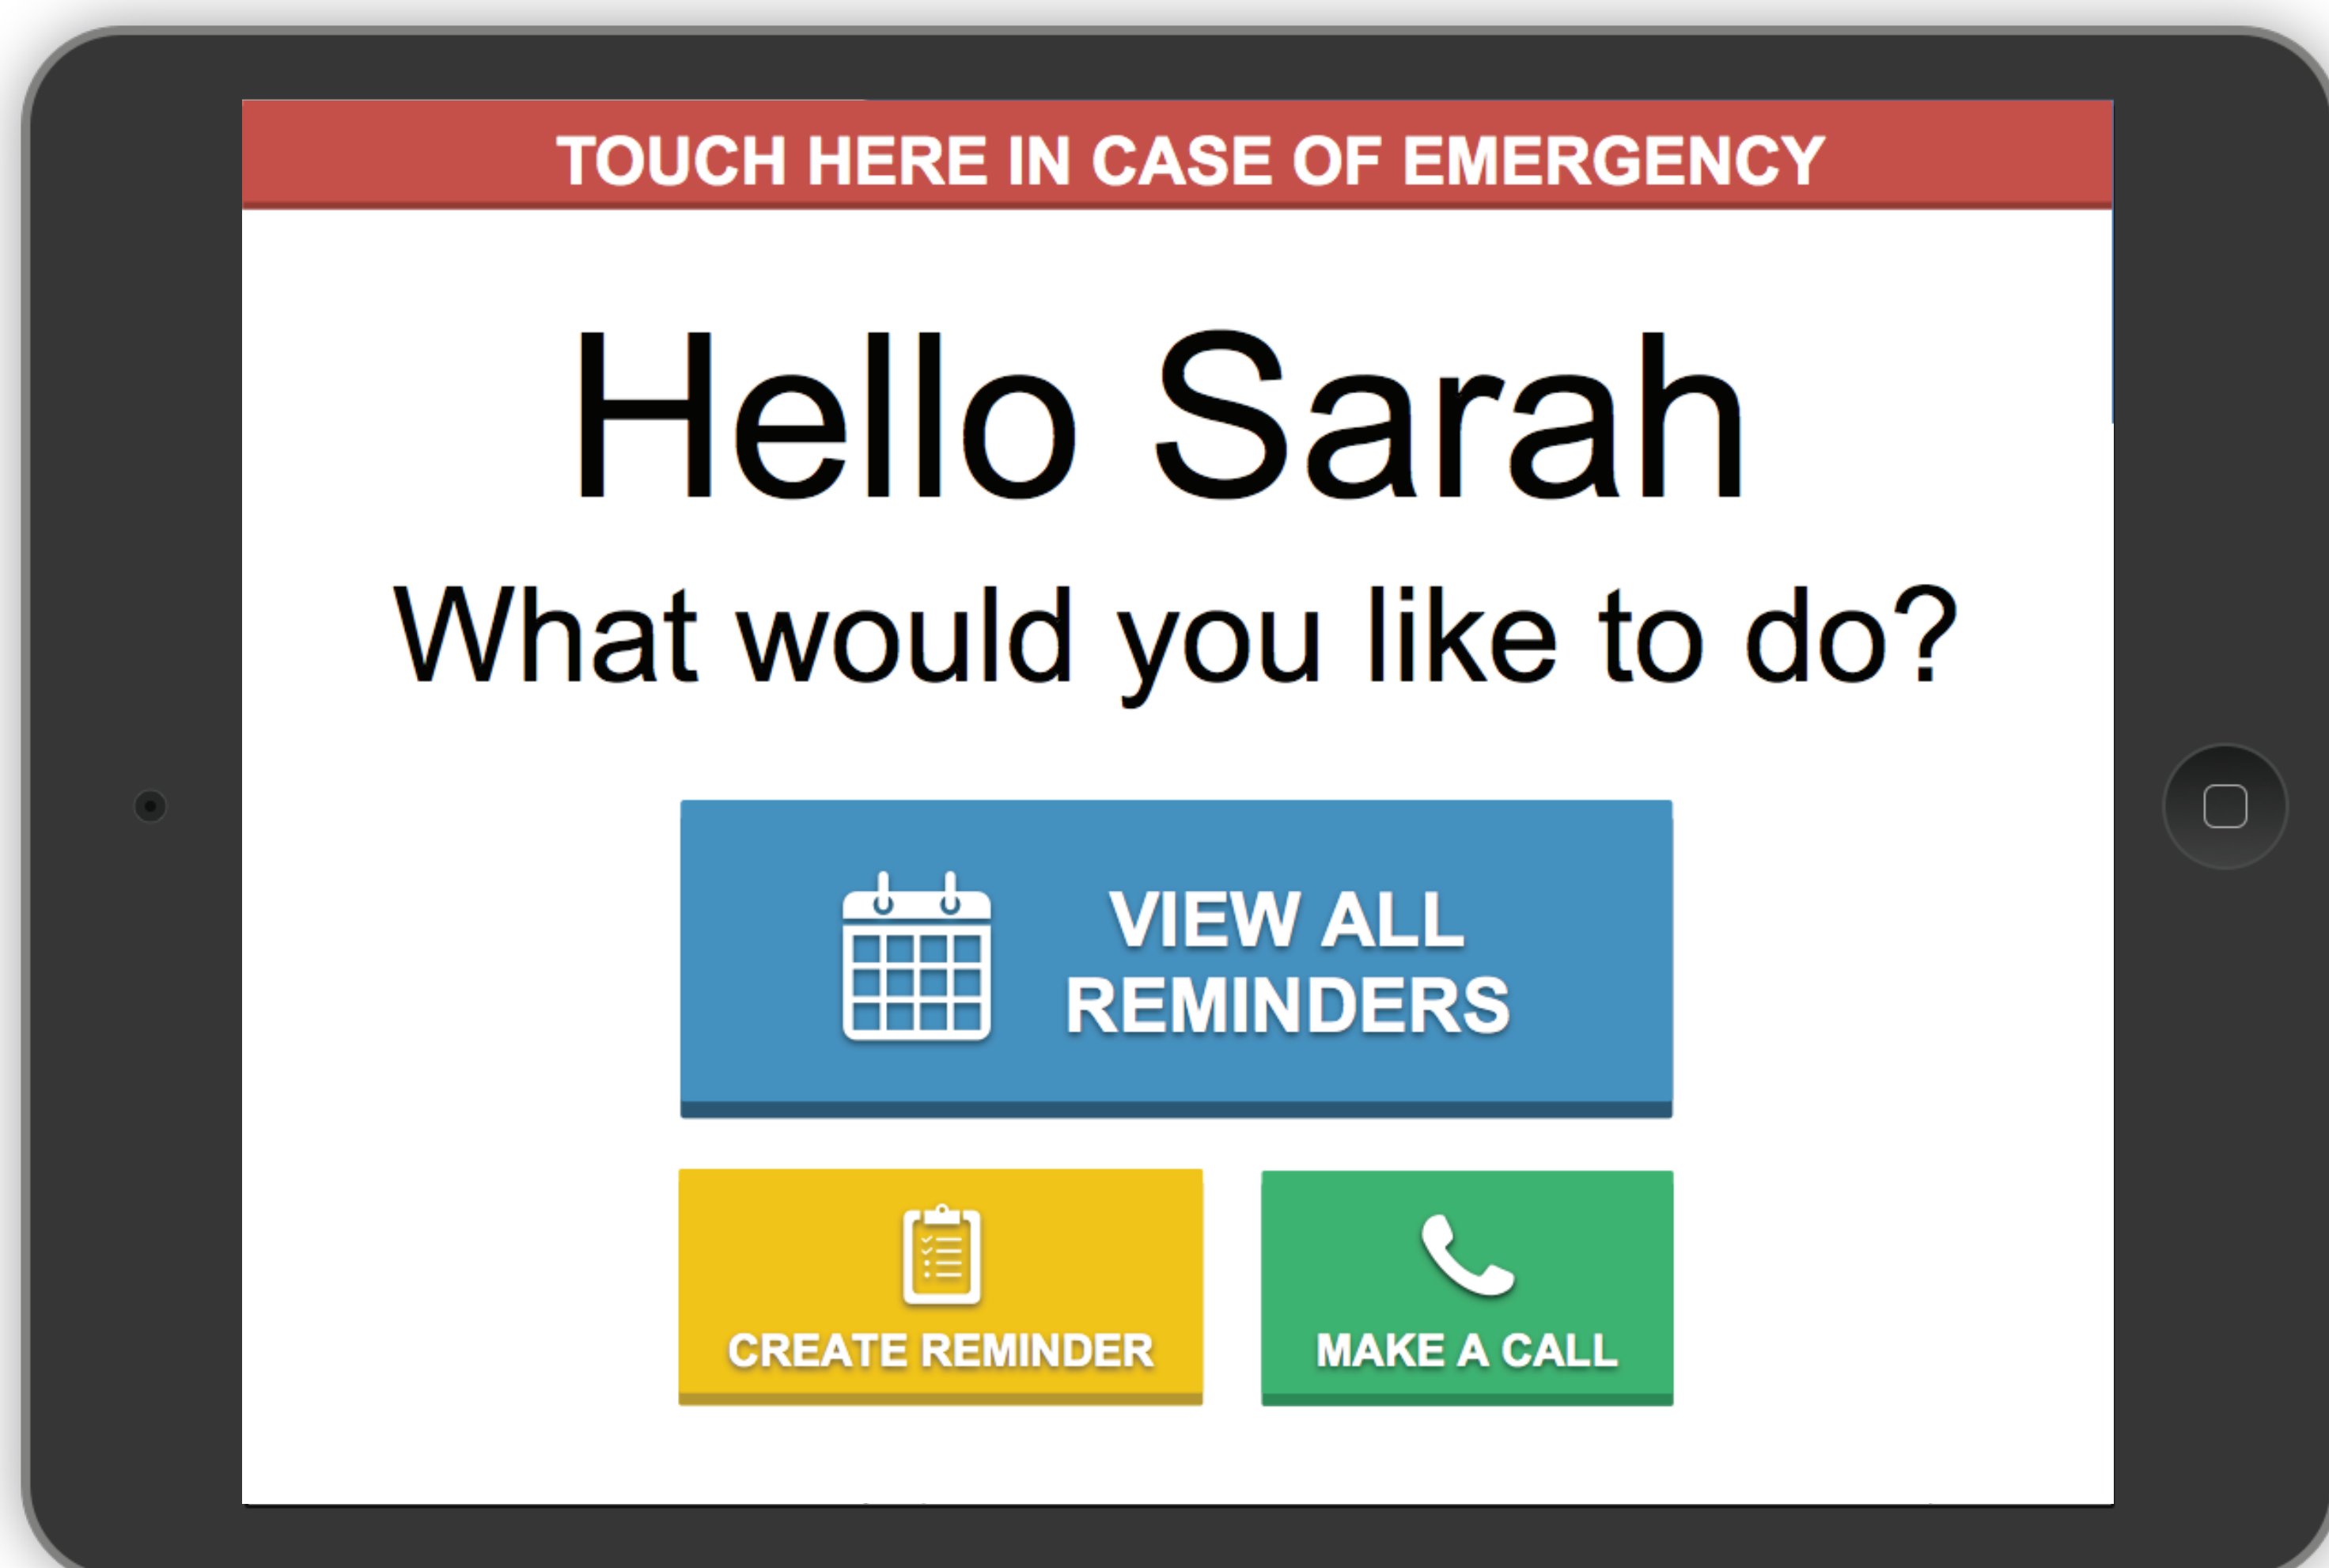 TOUCH HERE IN CASE OF EMERGENCY
Hello Sarah
What would you like to do?
VIEW ALL
REMINDERS
CREATE REMINDER
MAKE A CALL